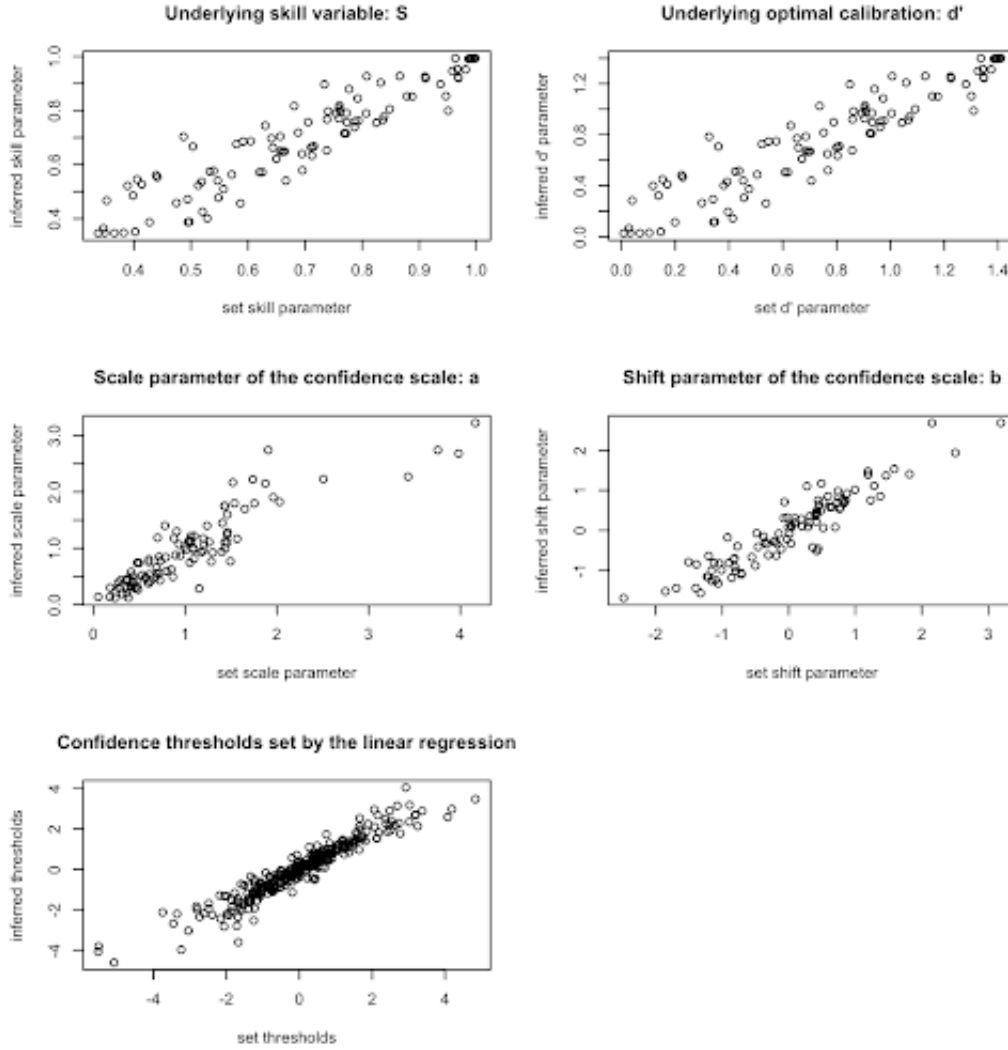 Underlying skill variable: S
inferred skill parameter
0.4 0.6 0.8 1.0
0.4 0.5 0.6 0.7 0.8 0.9 1.0
set skill parameter
Underlying optimal calibration: d'
inferred d' parameter
0.0 0.4 0.8 1.2
0.0 0.2 0.4 0.6 0.8 1.0 1.2 1.4
set d' parameter
Scale parameter of the confidence scale: a
inferred scale parameter
0.0 1.0 2.0 3.0
0 1 2 3 4
set scale parameter
Shift parameter of the confidence scale: b
inferred shift parameter
-1 0 1 2
-2 -1 0 1 2 3
set shift parameter
Confidence thresholds set by the linear regression
inferred thresholds
-4 -2 0 2 4
-4 -2 0 2 4
set thresholds